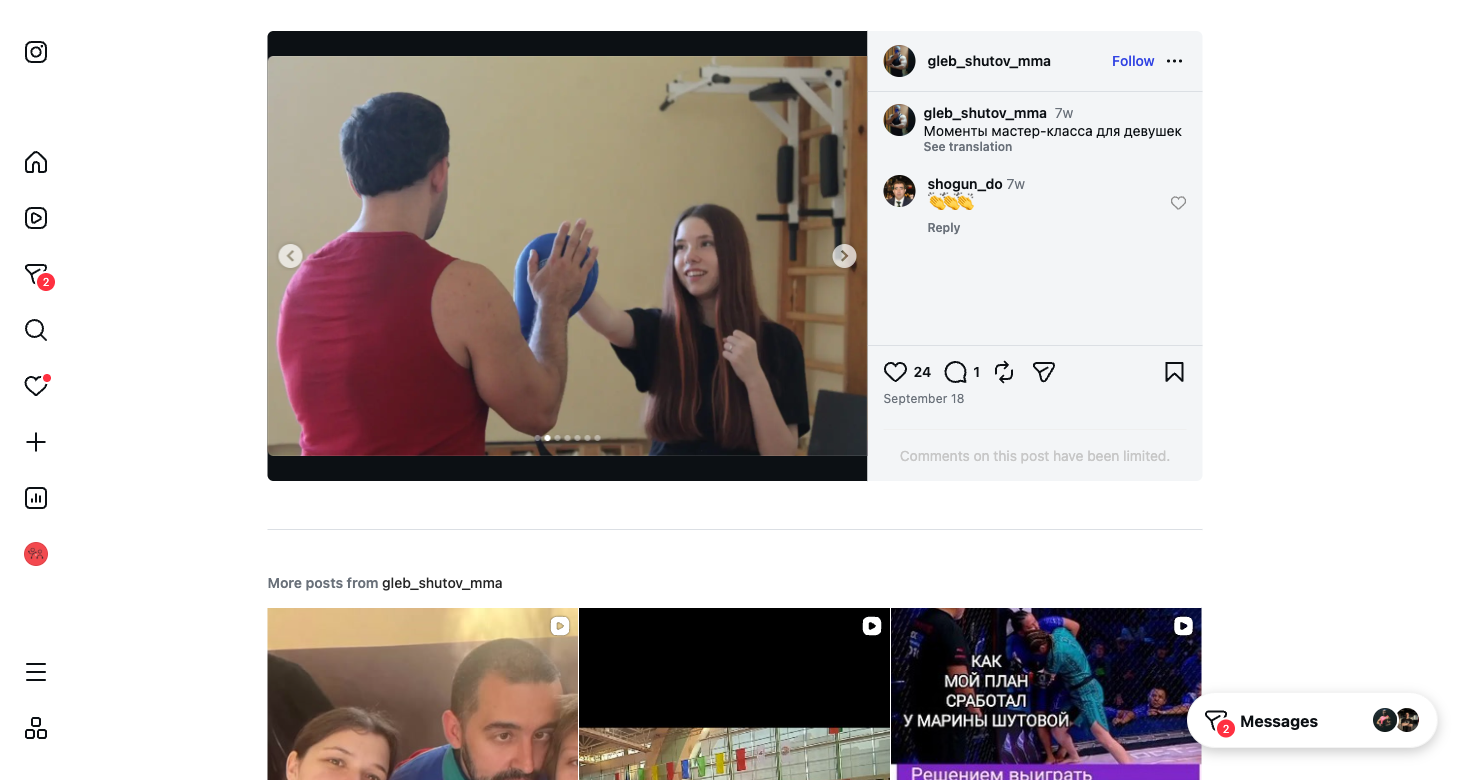 gleb_shutov_mma
Follow
gleb_shutov_mma 7w
Моменты мастер-класса для девушек
See translation
shogun_do 7w
👏👏👏
Reply
2
24
1
September 18
Comments on this post have been limited.
More posts from gleb_shutov_mma
КАК
МОЙ ПЛАН
СРАБОТАЛ
У МАРИНЫ ШУТОВОЙ
Решением выиграть
2
Messages